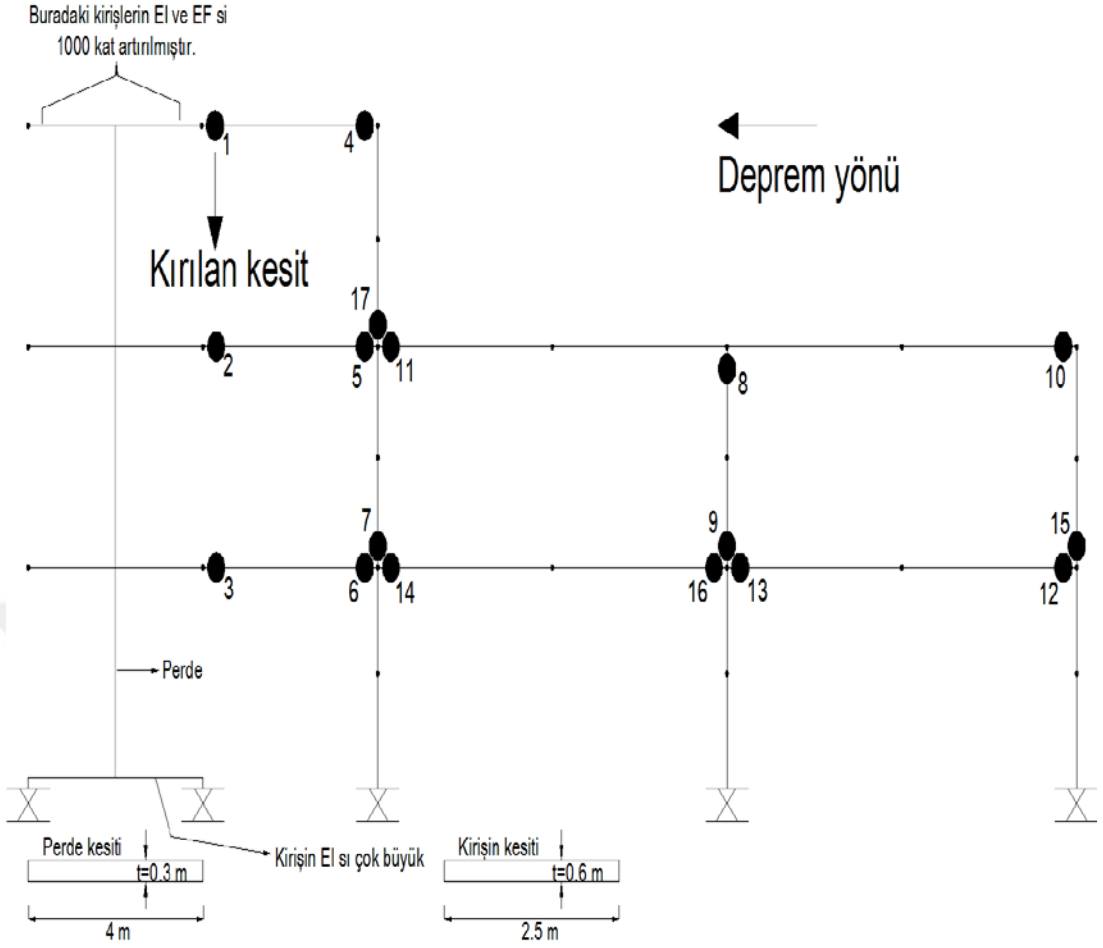 Buradaki kirişlerin EI ve EF si
1000 kat artırılmıştır.
1
4
Deprem yönü
Kırılan kesit
17
2
5
11
8
10
7
9
15
3
6
14
16
13
12
Perde
Perde kesiti
t=0.3 m
4 m
Kirişin EI sı çok büyük
Kirişin kesiti
t=0.6 m
2.5 m